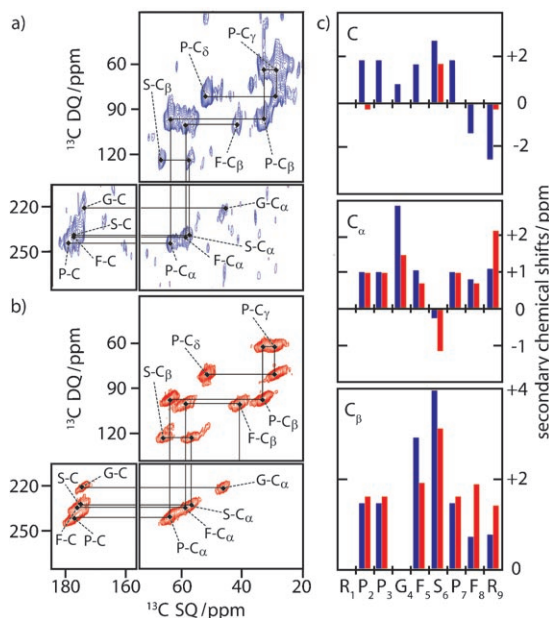 a)
P-Cδ
P-Cγ
S-Cβ
F-Cβ
P-Cβ
60
90
120
¹³C DQ/ppm
220
250
G-C
S-C
P-C
F-C
G-Cα
S-Cα
F-Cα
P-Cα
b)
P-Cδ
P-Cγ
S-Cβ
F-Cβ
P-Cβ
60
90
120
¹³C DQ/ppm
220
250
S-C
G-C
F-C
P-C
G-Cα
S-Cα
F-Cα
P-Cα
180
160
60
40
20
¹³C SQ/ppm
c)
C
+2
0
-2
Cα
+2
+1
0
-1
Cβ
+4
+2
0
secondary chemical shifts/ppm
R₁ P₂ P₃ G₄ F₅ S₆ P₇ F₈ R₉